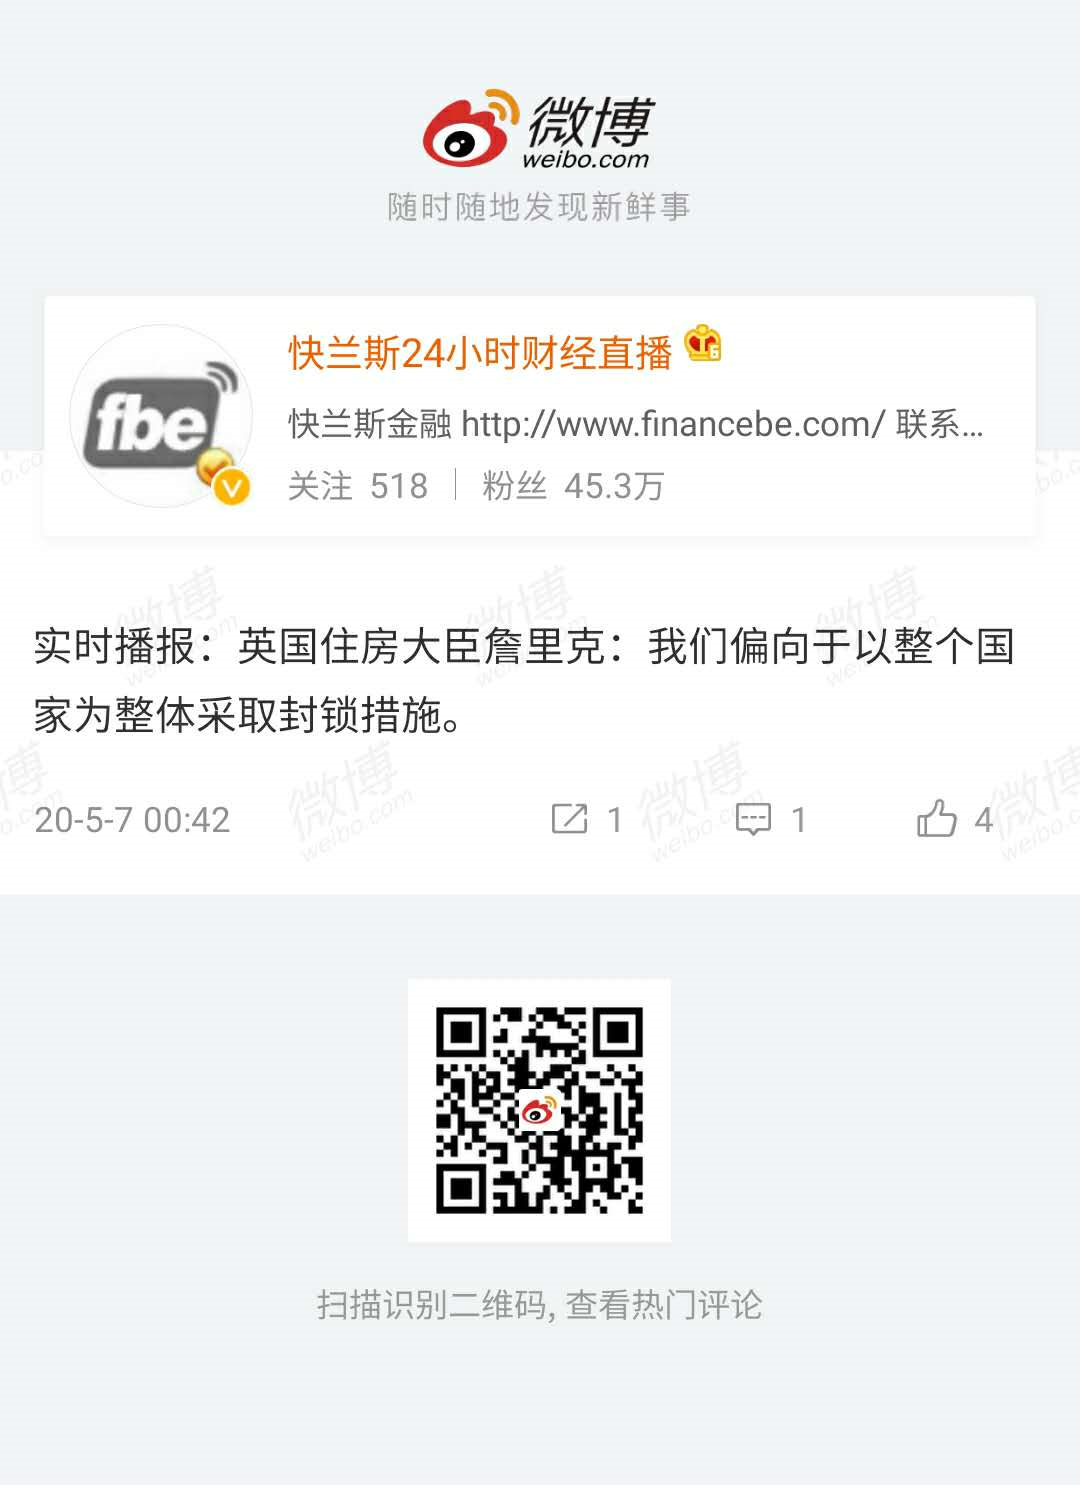 微博
weibo.com
随时随地发现新鲜事
fbe
快兰斯24小时财经直播
快兰斯金融 http://www.financebe.com/ 联系...
关注 518 | 粉丝 45.3万
实时播报：英国住房大臣詹里克：我们偏向于以整个国
家为整体采取封锁措施。
20-5-7 00:42 1 1 4
扫描识别二维码, 查看热门评论